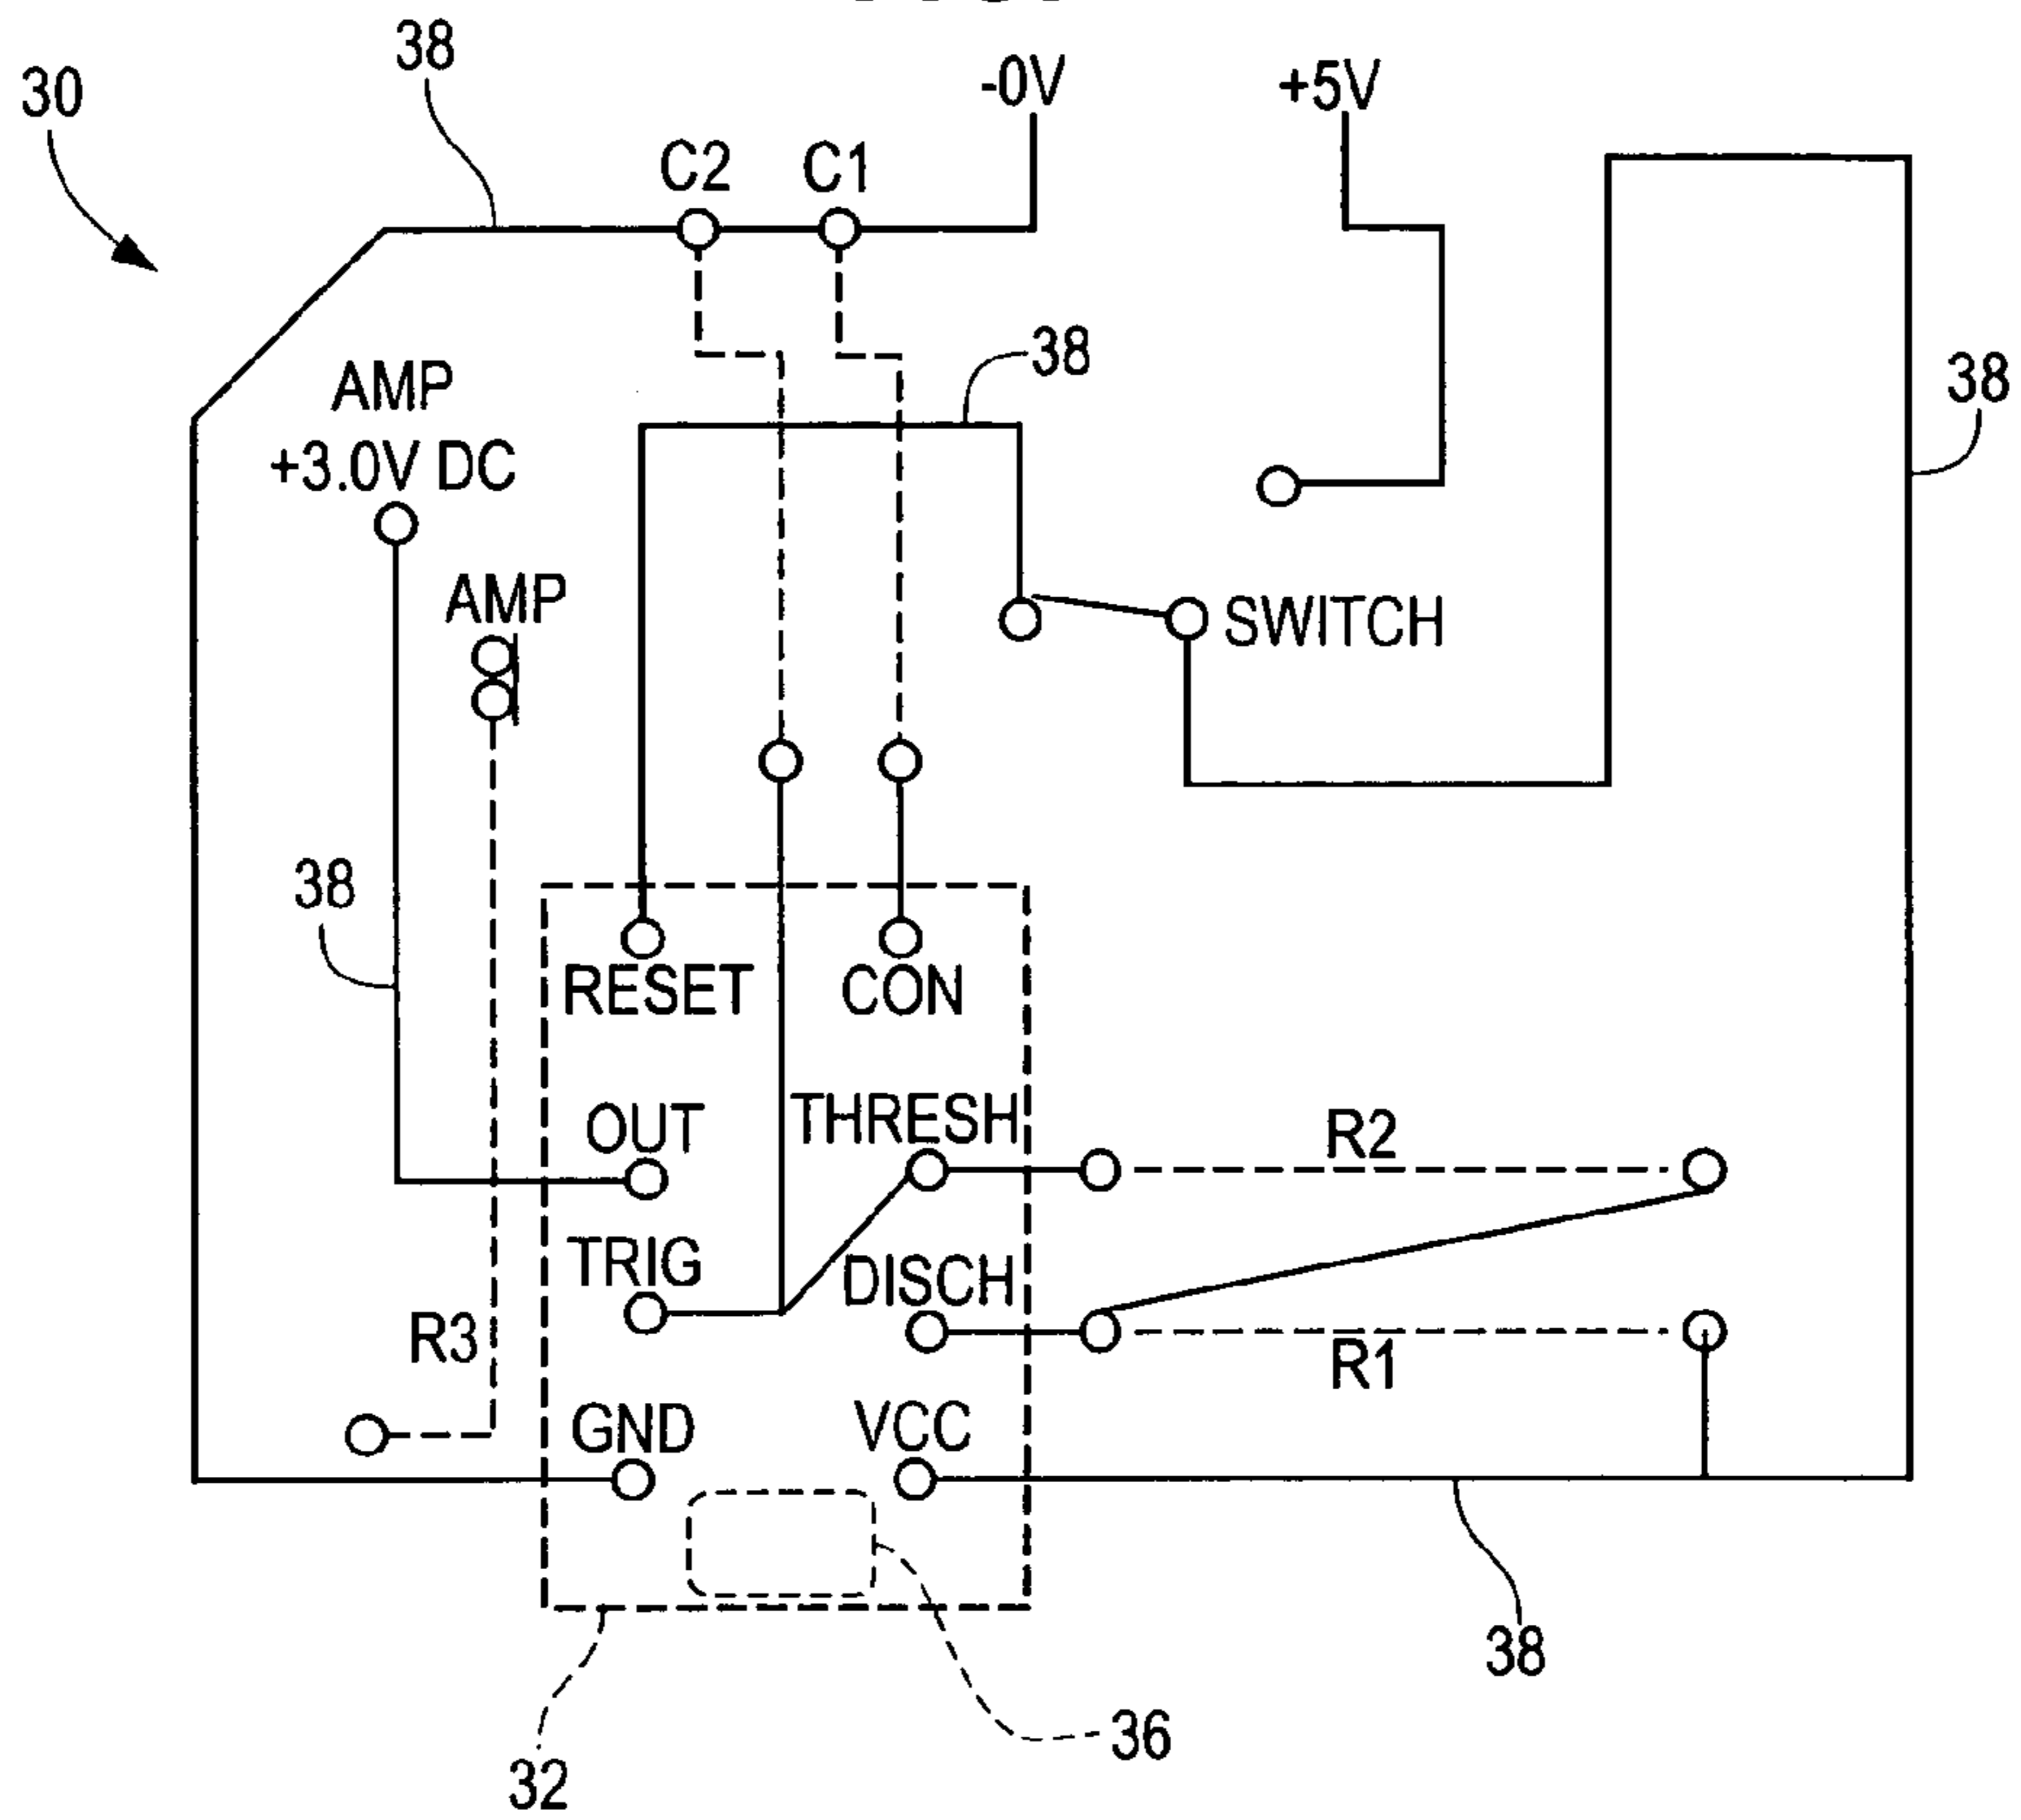 30
38
-0V
+5V
C2
C1
38
38
AMP
+3.0V DC
AMP
SWITCH
38
RESET
CON
OUT
THRESH
R2
TRIG
DISCH
R3
R1
GND
VCC
38
36
32